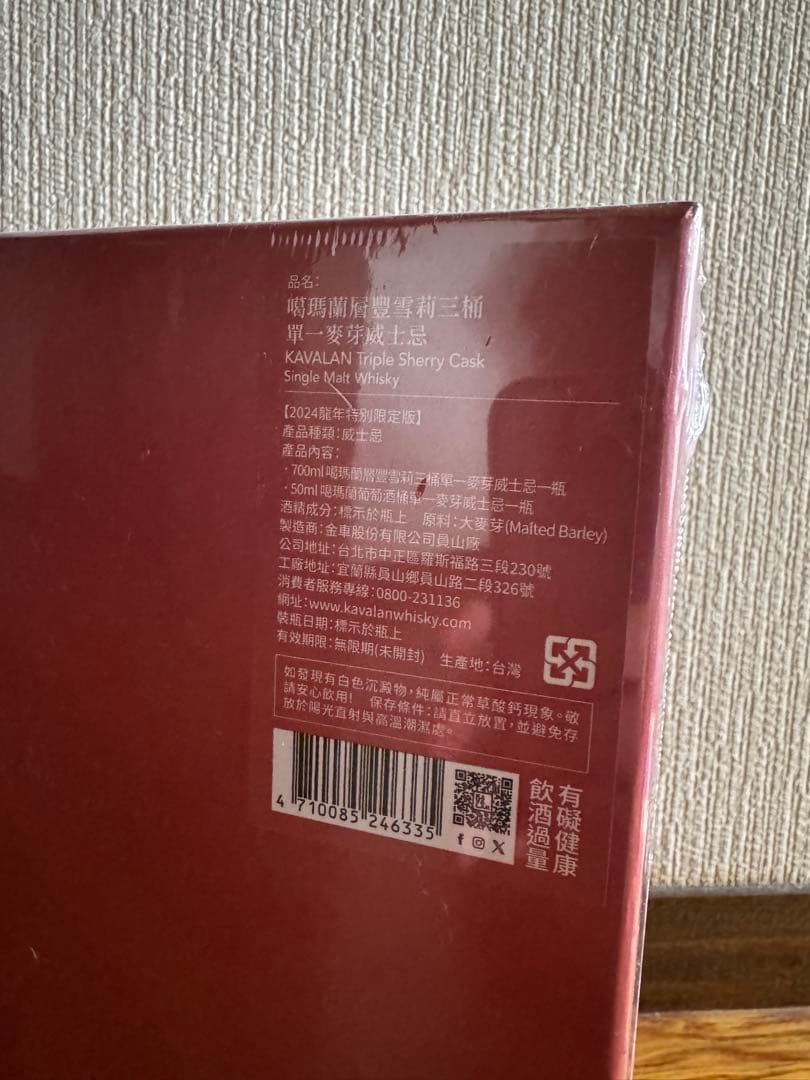 品名：
噶瑪蘭層豐雪莉三桶
單一麥芽威士忌
KAVALAN Triple Sherry Cask
Single Malt Whisky
【2024龍年特別限定版】
產品種類：威士忌
產品內容：
·700ml 噶瑪蘭層豐雪莉三桶單一麥芽威士忌一瓶
·50ml 噶瑪蘭葡萄酒桶單一麥芽威士忌一瓶
酒精成分：標示於瓶上 原料：大麥芽(Malted Barley)
製造商：金車股份有限公司員山廠
公司地址：台北市中正區羅斯福路三段230號
工廠地址：宜蘭縣員山鄉員山路二段326號
消費者服務專線：0800-231136
網址：www.kavalanwhisky.com
裝瓶日期：標示於瓶上
有效期限：無限期(未開封) 生產地：台灣
如發現有白色沉澱物，純屬正常草酸鈣現象。敬
請安心飲用！ 保存條件：請直立放置，並避免存
放於陽光直射與高溫潮濕處。
4 710085 246335
有礙健康
飲酒過量